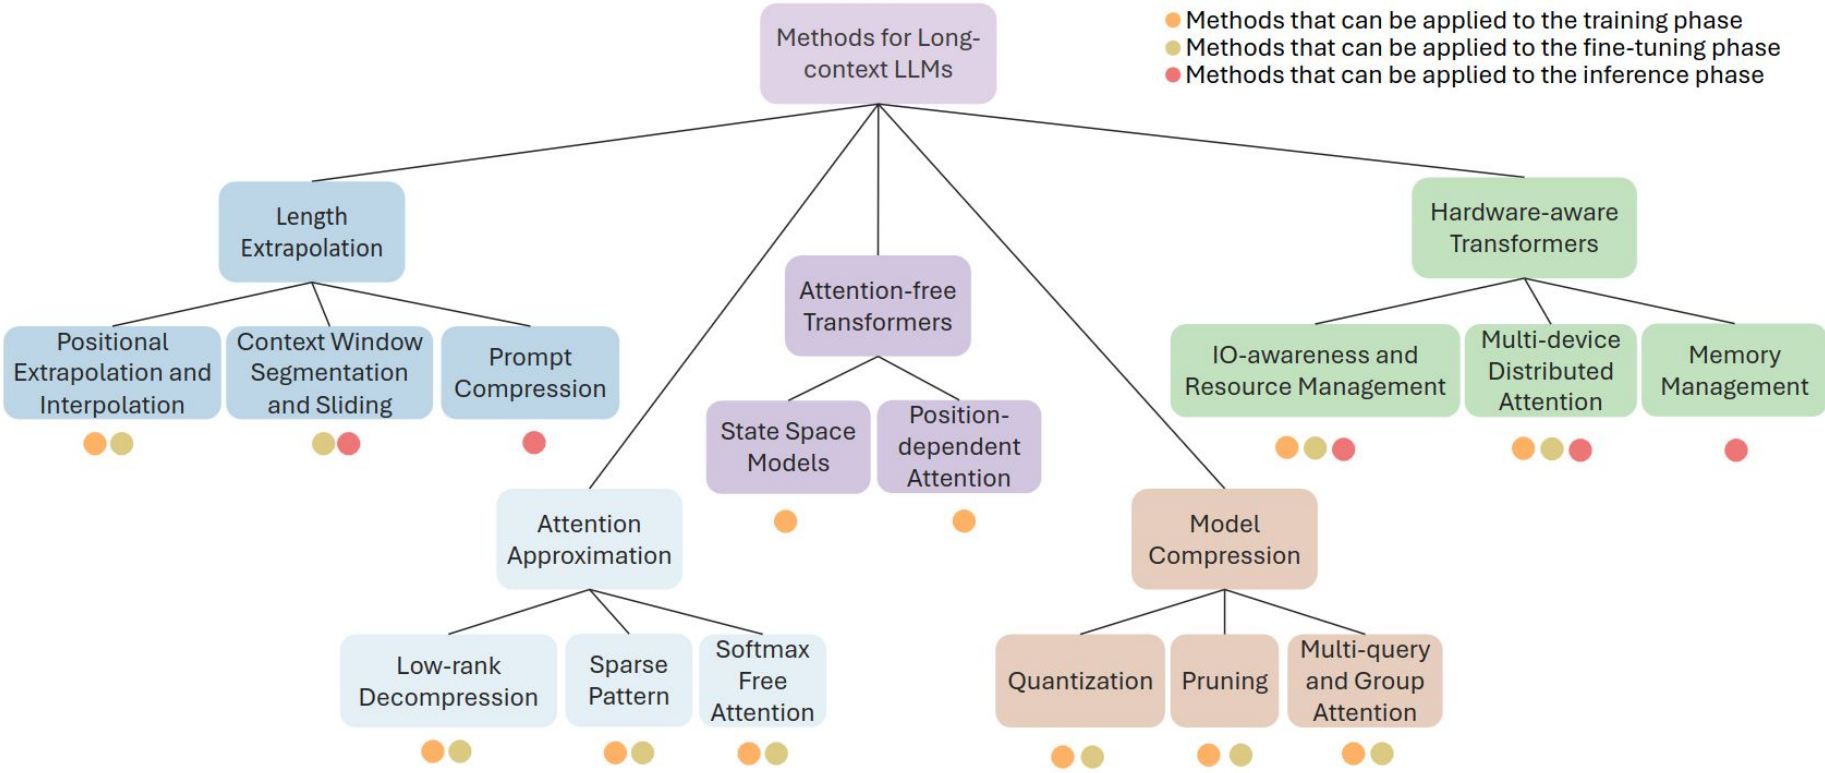 Methods for Long-
context LLMs
Methods that can be applied to the training phase
Methods that can be applied to the fine-tuning phase
Methods that can be applied to the inference phase
Length
Extrapolation
Hardware-aware
Transformers
Attention-free
Transformers
Positional
Extrapolation and
Interpolation
Context Window
Segmentation
and Sliding
Prompt
Compression
IO-awareness and
Resource Management
Multi-device
Distributed
Attention
Memory
Management
State Space
Models
Position-
dependent
Attention
Attention
Approximation
Model
Compression
Low-rank
Decompression
Sparse
Pattern
Softmax
Free
Attention
Quantization
Pruning
Multi-query
and Group
Attention